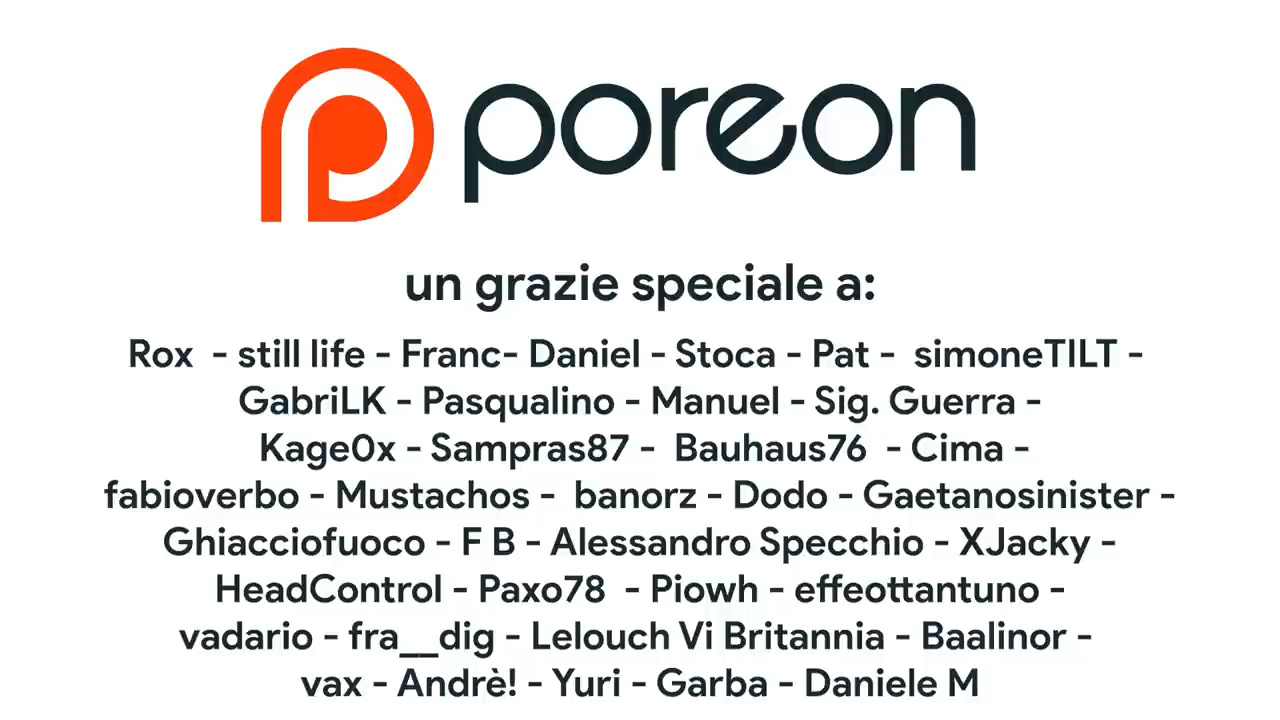 poreon
un grazie speciale a:
Rox - still life - Franc- Daniel - Stoca - Pat - simoneTILT -
GabriLK - Pasqualino - Manuel - Sig. Guerra -
Kage0x - Sampras87 - Bauhaus76 - Cima -
fabioverbo - Mustachos - banorz - Dodo - Gaetanosinister -
Ghiacciofuoco - F B - Alessandro Specchio - XJacky -
HeadControl - Paxo78 - Piowh - effeottantuno -
vadario - fra__dig - Lelouch Vi Britannia - Baalinor -
vax - Andrè! - Yuri - Garba - Daniele M